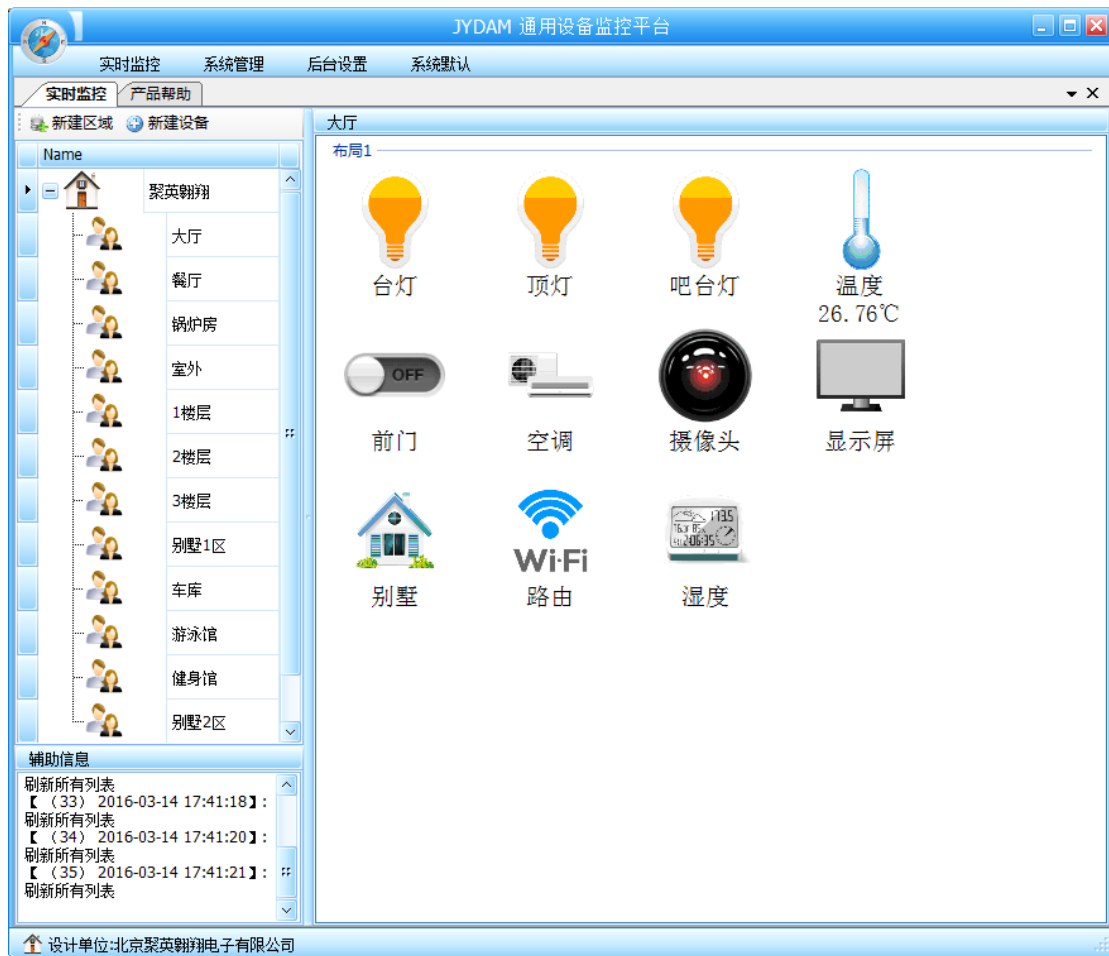 JYDAM 通用设备监控平台
实时监控 系统管理 后台设置 系统默认
实时监控 产品帮助
新建区域 新建设备
Name
聚英翱翔
大厅
餐厅
锅炉房
室外
1楼层
2楼层
3楼层
别墅1区
车库
游泳馆
健身馆
别墅2区
辅助信息
刷新所有列表
【 （33） 2016-03-14 17:41:18】:
刷新所有列表
【 （34） 2016-03-14 17:41:20】:
刷新所有列表
【 （35） 2016-03-14 17:41:21】:
刷新所有列表
大厅
布局1
台灯 顶灯 吧台灯 温度
26.76℃
OFF
前门 空调 摄像头 显示屏
Wi-Fi
别墅 路由 湿度
设计单位:北京聚英翱翔电子有限公司